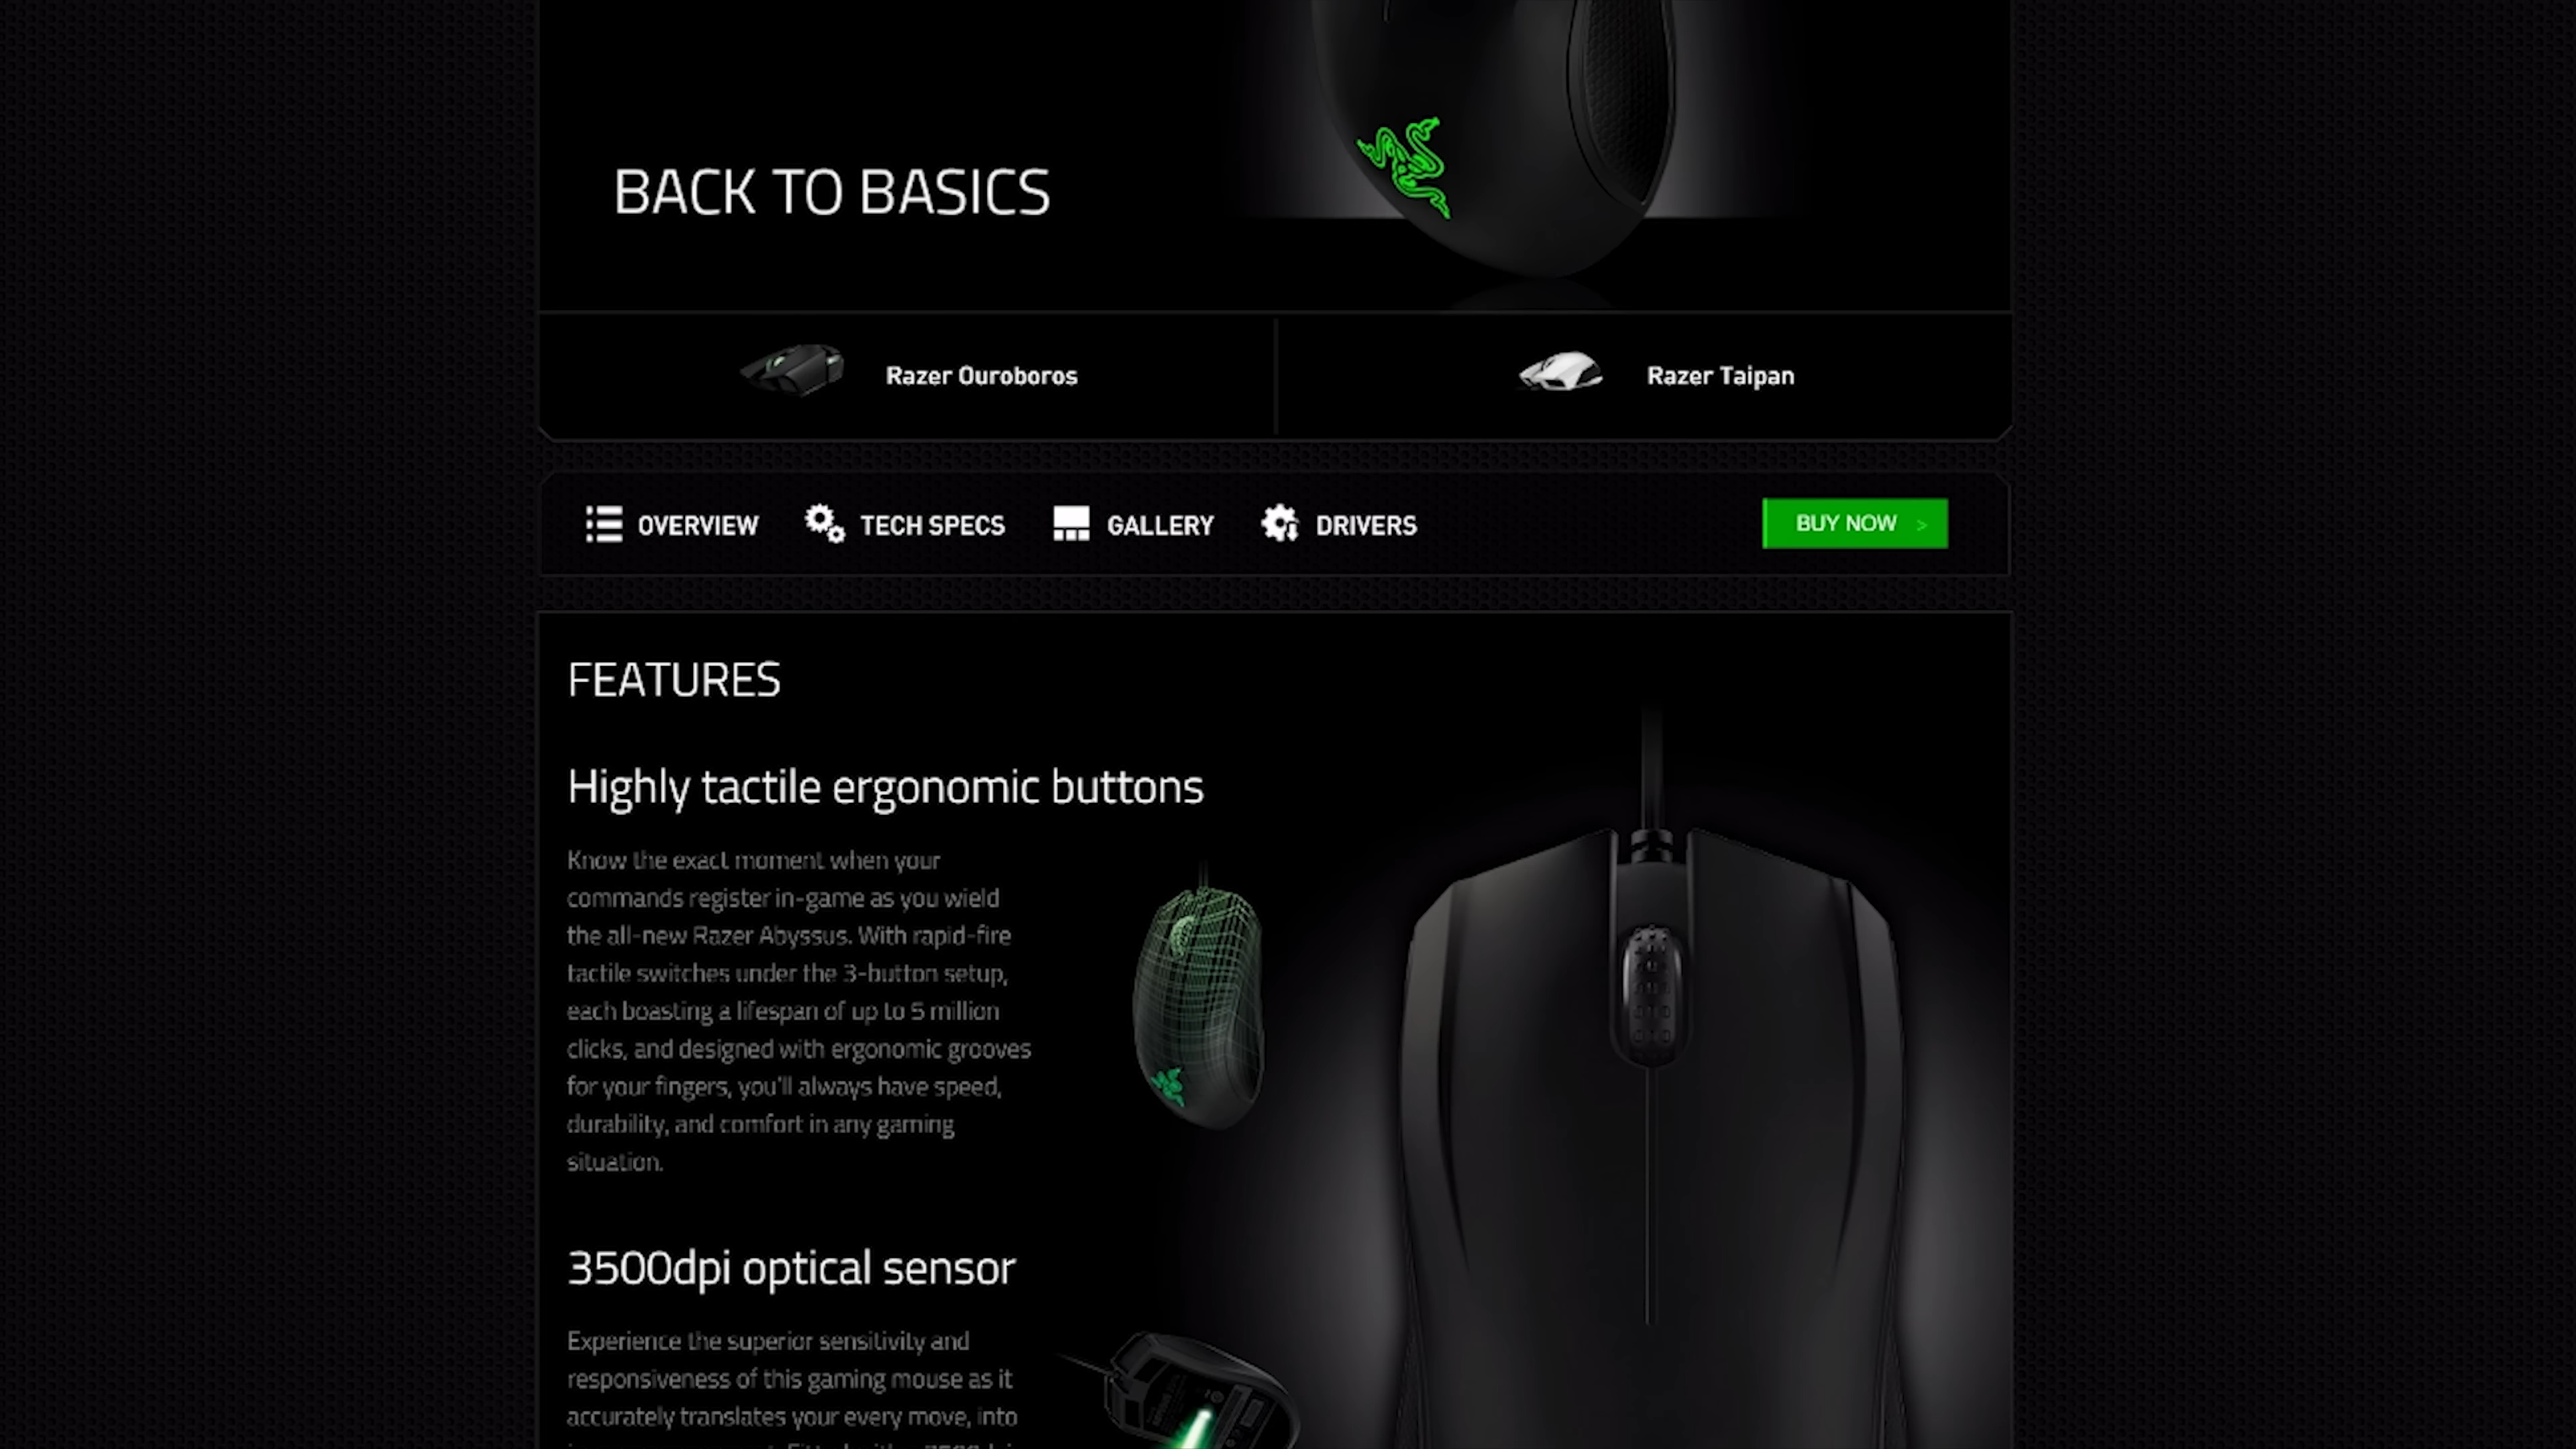 BACK TO BASICS
Razer Ouroboros
Razer Taipan
OVERVIEW
TECH SPECS
GALLERY
DRIVERS
BUY NOW >
FEATURES
Highly tactile ergonomic buttons
Know the exact moment when your
commands register in-game as you wield
the all-new Razer Abyssus. With rapid-fire
tactile switches under the 3-button setup,
each boasting a lifespan of up to 5 million
clicks, and designed with ergonomic grooves
for your fingers, you'll always have speed,
durability, and comfort in any gaming
situation.
3500dpi optical sensor
Experience the superior sensitivity and
responsiveness of this gaming mouse as it
accurately translates your every move, into